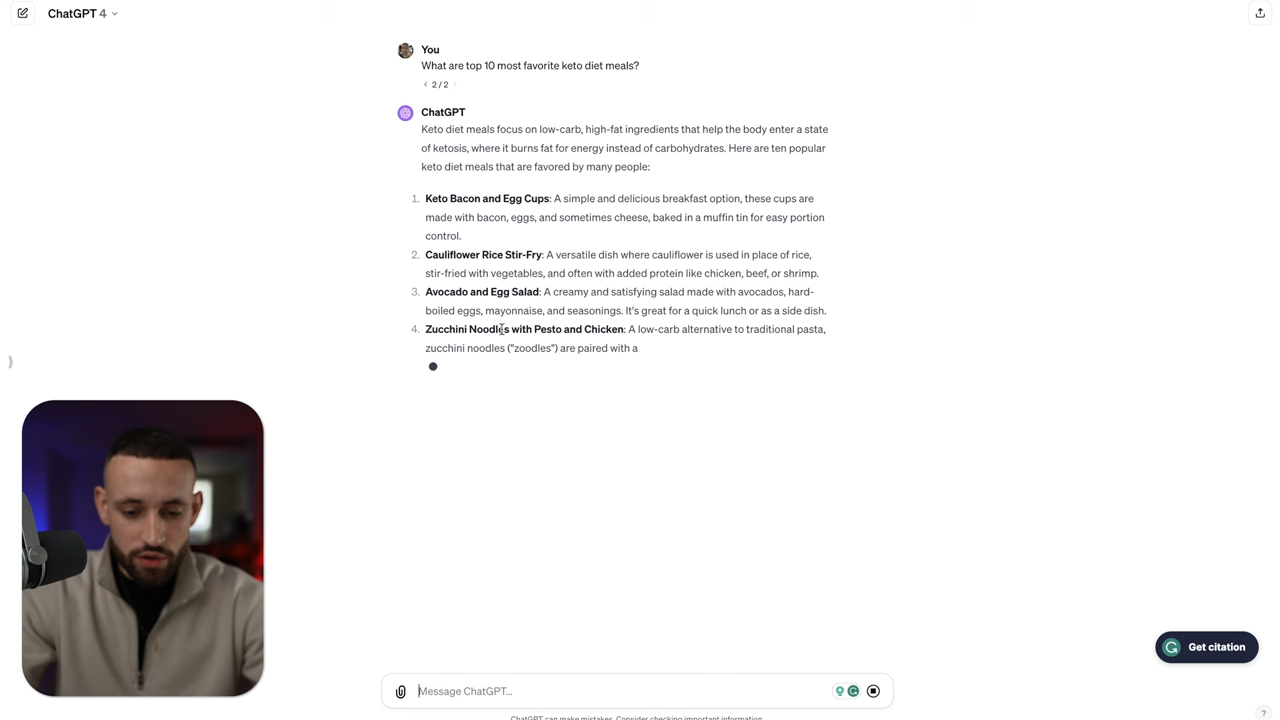 ChatGPT 4
You
What are top 10 most favorite keto diet meals?
2 / 2
ChatGPT
Keto diet meals focus on low-carb, high-fat ingredients that help the body enter a state
of ketosis, where it burns fat for energy instead of carbohydrates. Here are ten popular
keto diet meals that are favored by many people:
1. Keto Bacon and Egg Cups: A simple and delicious breakfast option, these cups are
made with bacon, eggs, and sometimes cheese, baked in a muffin tin for easy portion
control.
2. Cauliflower Rice Stir-Fry: A versatile dish where cauliflower is used in place of rice,
stir-fried with vegetables, and often with added protein like chicken, beef, or shrimp.
3. Avocado and Egg Salad: A creamy and satisfying salad made with avocados, hard-
boiled eggs, mayonnaise, and seasonings. It's great for a quick lunch or as a side dish.
4. Zucchini Noodles with Pesto and Chicken: A low-carb alternative to traditional pasta,
zucchini noodles ("zoodles") are paired with a
Get citation
Message ChatGPT...
ChatGPT can make mistakes. Consider checking important information.
?